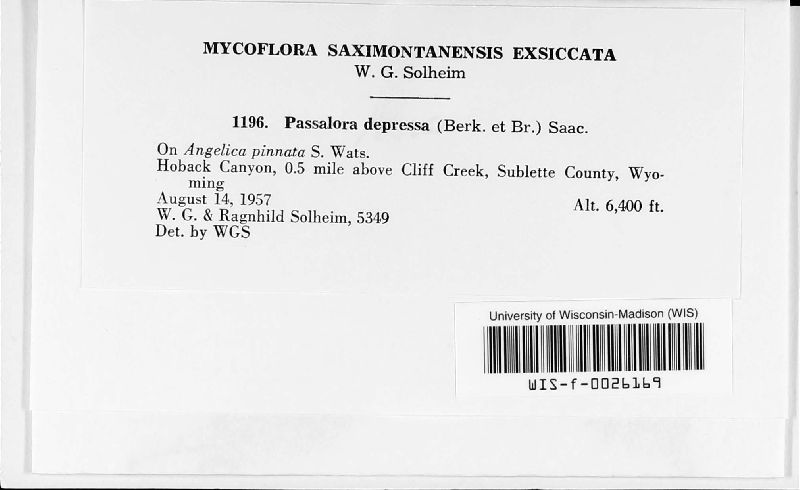 MYCOFLORA SAXIMONTANENSIS EXSICCATA
W. G. Solheim
1196. Passalora depressa (Berk. et Br.) Saac.
On Angelica pinnata S. Wats.
Hoback Canyon, 0.5 mile above Cliff Creek, Sublette County, Wyo-
ming
August 14, 1957
Alt. 6,400 ft.
W. G. & Ragnhild Solheim, 5349
Det. by WGS
University of Wisconsin-Madison (WIS)
WIS-f-0026169